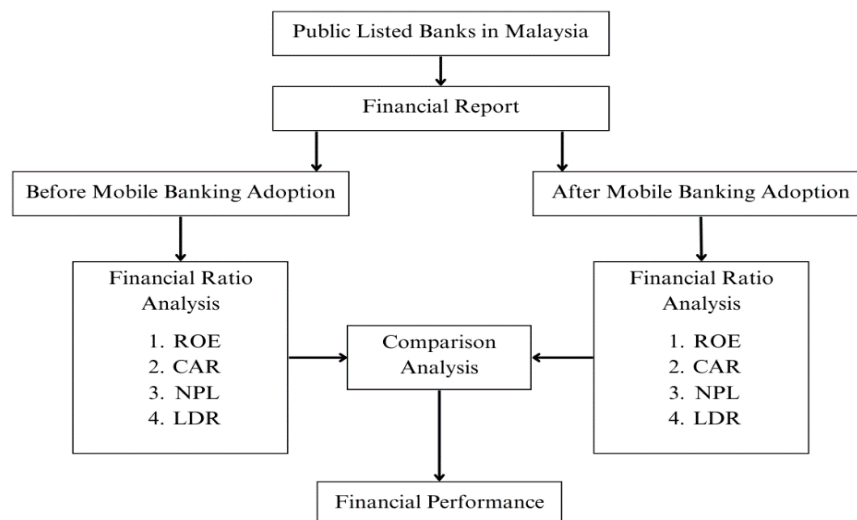 Public Listed Banks in Malaysia
Financial Report
Before Mobile Banking Adoption
After Mobile Banking Adoption
Financial Ratio
Analysis
1. ROE
2. CAR
3. NPL
4. LDR
Comparison
Analysis
Financial Ratio
Analysis
1. ROE
2. CAR
3. NPL
4. LDR
Financial Performance